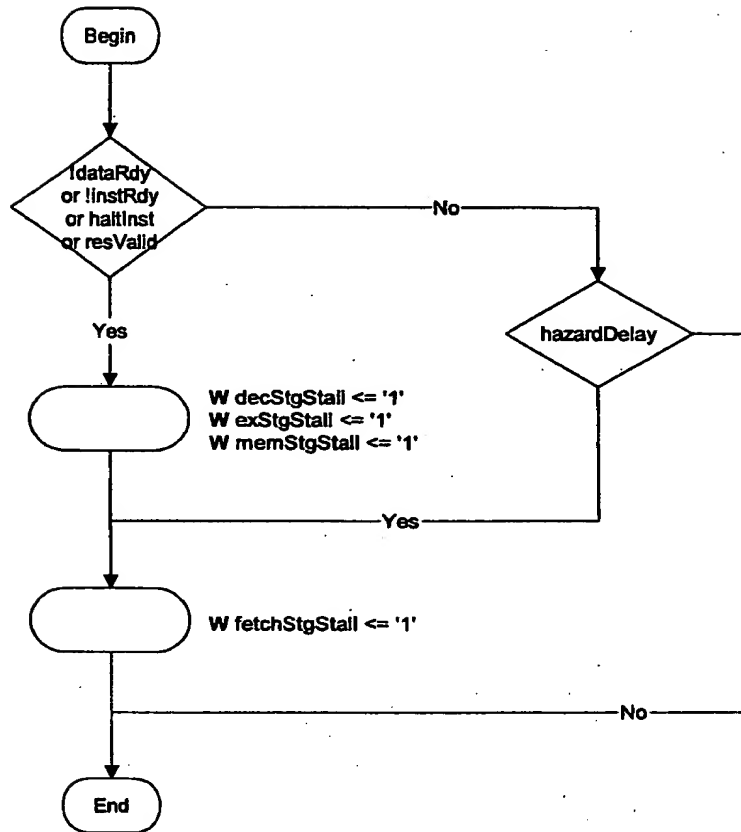 Begin
!dataRdy
or !instRdy
or haltInst
or resValid
No
hazardDelay
Yes
W decStgStall <= '1'
W exStgStall <= '1'
W memStgStall <= '1'
Yes
W fetchStgStall <= '1'
No
End